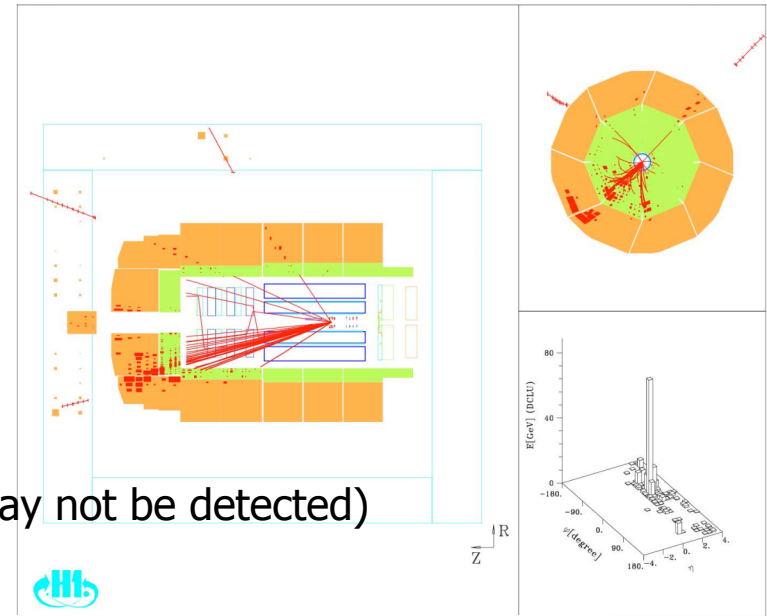 ay not be detected)
R
Z
H1
E[GeV] (DCLU)
80
40
0
-180.
-90.
0.
90.
180.
φ[degree]
-4.
-2.
0.
2.
4.
η